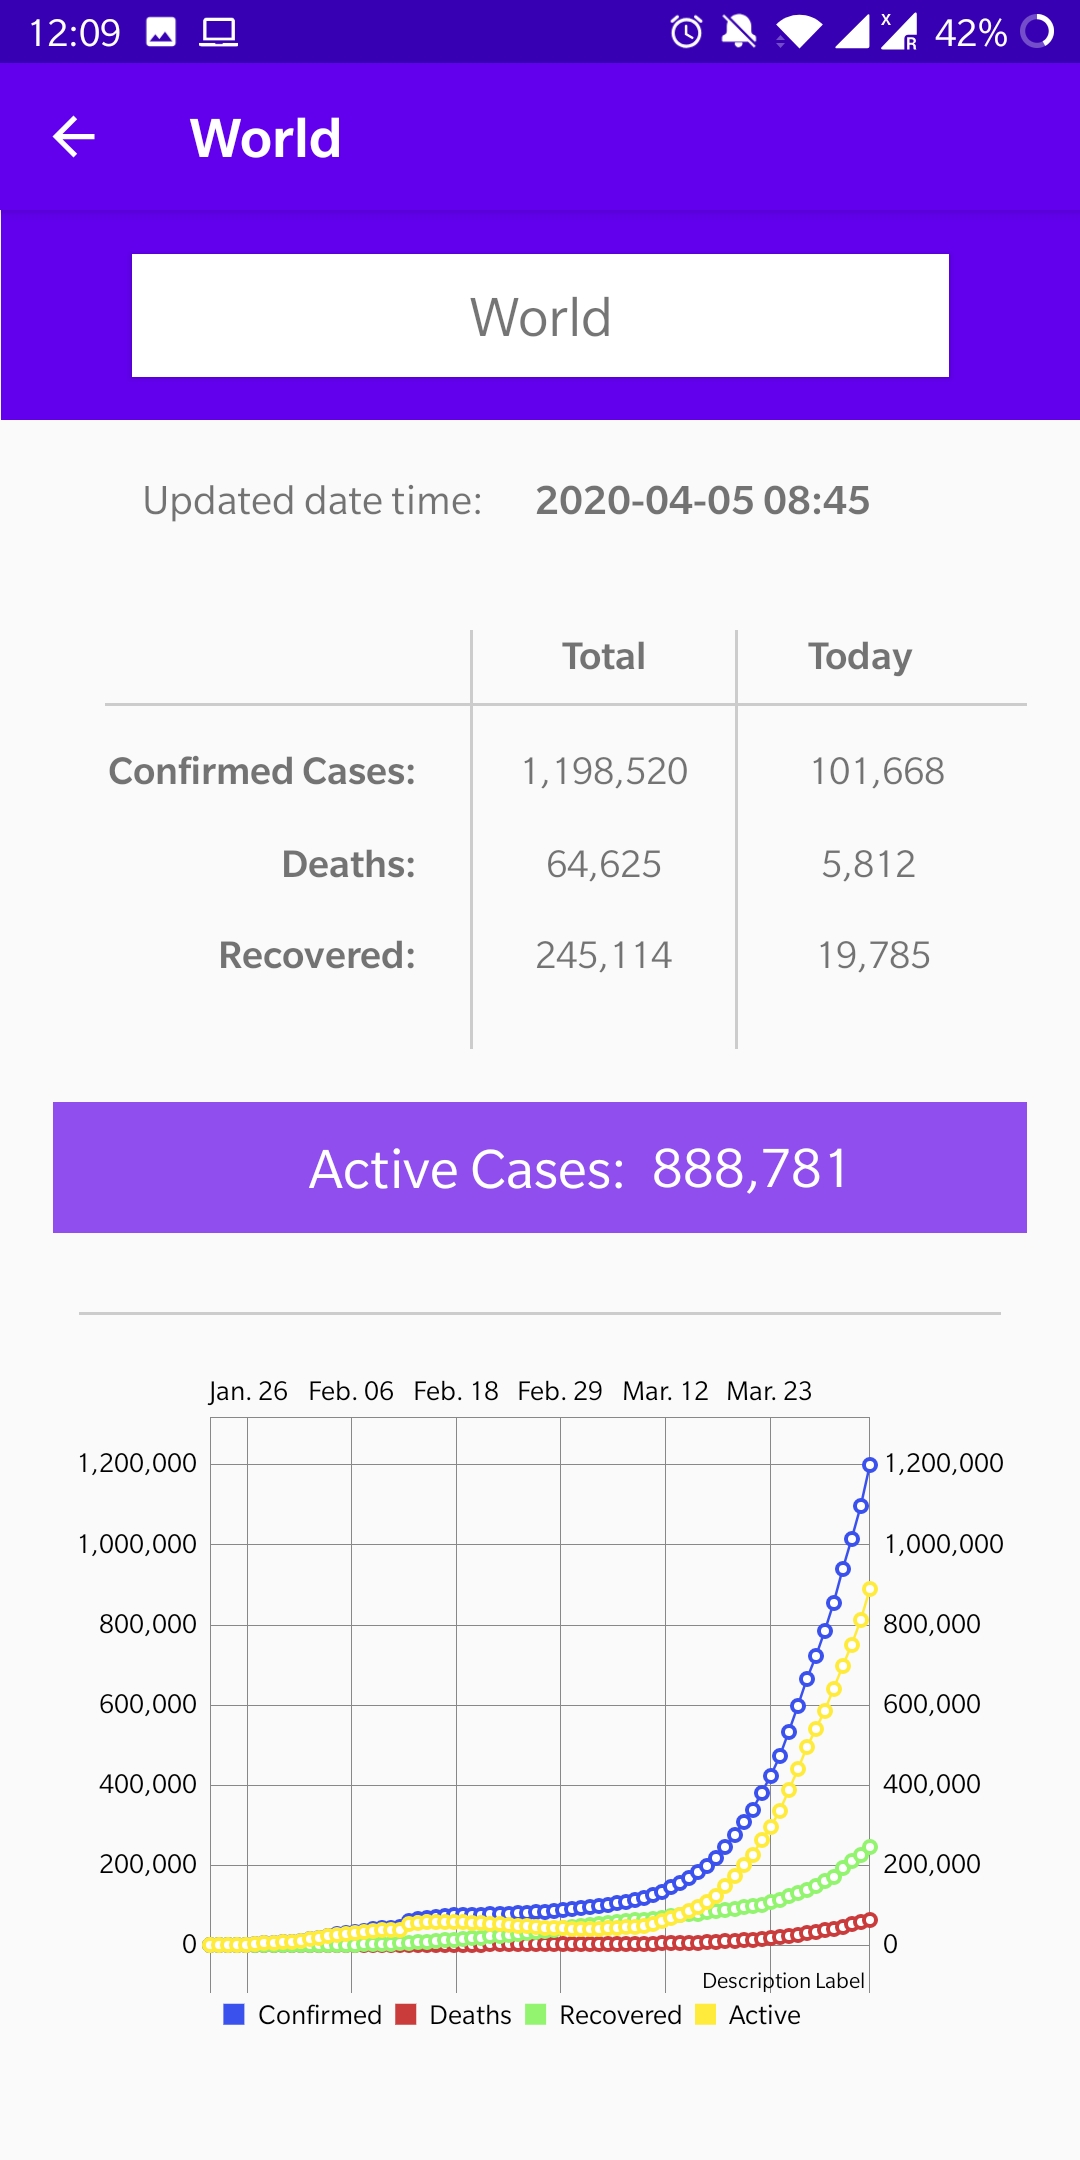 12:09 X R 42%
World
World
Updated date time: 2020-04-05 08:45
Total Today
Confirmed Cases: 1,198,520 101,668
Deaths: 64,625 5,812
Recovered: 245,114 19,785
Active Cases: 888,781
Jan. 26 Feb. 06 Feb. 18 Feb. 29 Mar. 12 Mar. 23
1,200,000 1,200,000
1,000,000 1,000,000
800,000 800,000
600,000 600,000
400,000 400,000
200,000 200,000
0 0
Description Label
Confirmed Deaths Recovered Active